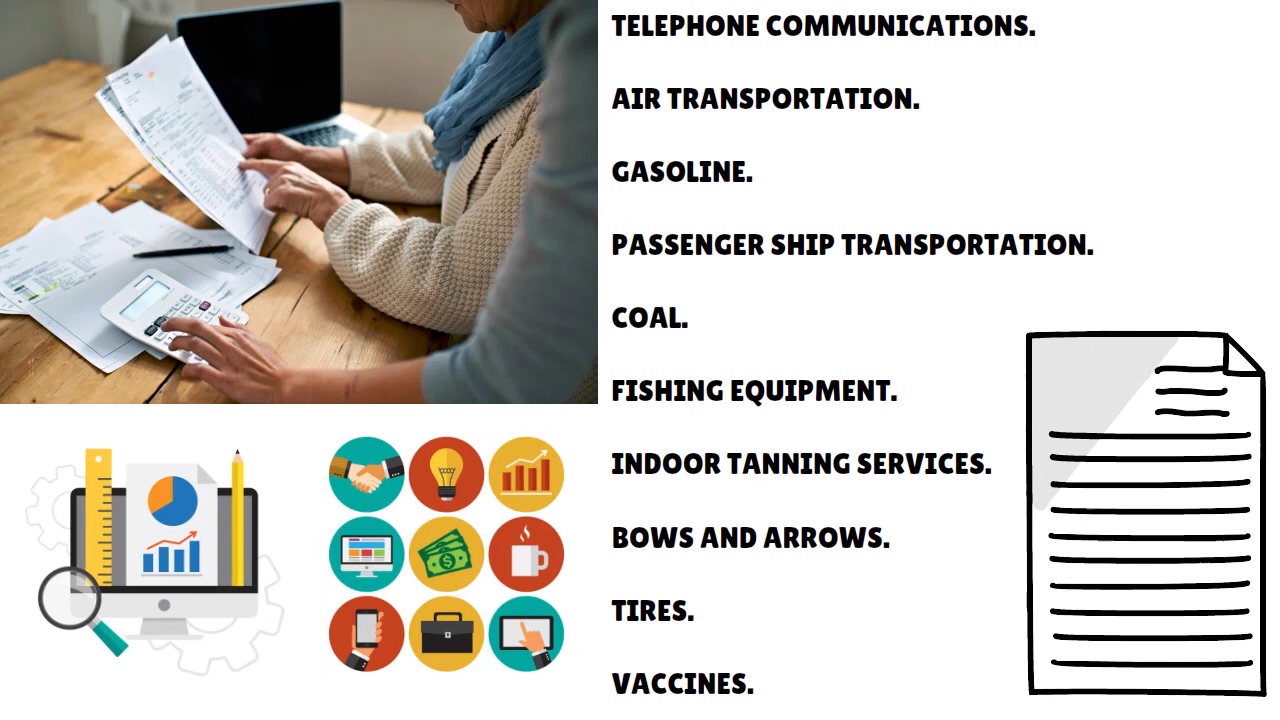 TELEPHONE COMMUNICATIONS.
AIR TRANSPORTATION.
GASOLINE.
PASSENGER SHIP TRANSPORTATION.
COAL.
FISHING EQUIPMENT.
INDOOR TANNING SERVICES.
BOWS AND ARROWS.
TIRES.
VACCINES.